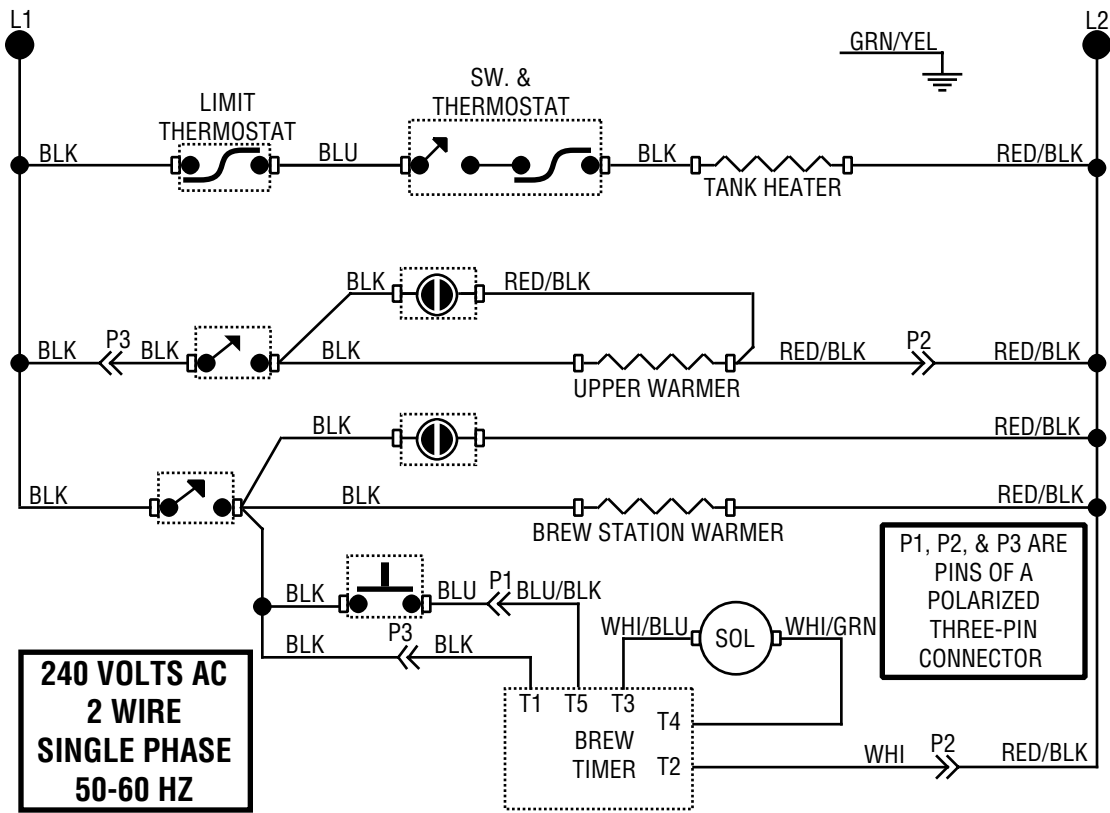 L1
L2
GRN/YEL
SW. &
THERMOSTAT
LIMIT
THERMOSTAT
BLK
BLU
BLK
RED/BLK
TANK HEATER
BLK
RED/BLK
BLK
P3
BLK
BLK
RED/BLK
P2
RED/BLK
UPPER WARMER
BLK
RED/BLK
BLK
BLK
RED/BLK
BREW STATION WARMER
P1, P2, & P3 ARE
PINS OF A
POLARIZED
THREE-PIN
CONNECTOR
BLK
BLU
P1
BLU/BLK
P3
BLK
BLK
WHI/BLU
SOL
WHI/GRN
240 VOLTS AC
2 WIRE
SINGLE PHASE
50-60 HZ
T1
T5
T3
T4
BREW
TIMER
T2
WHI
P2
RED/BLK